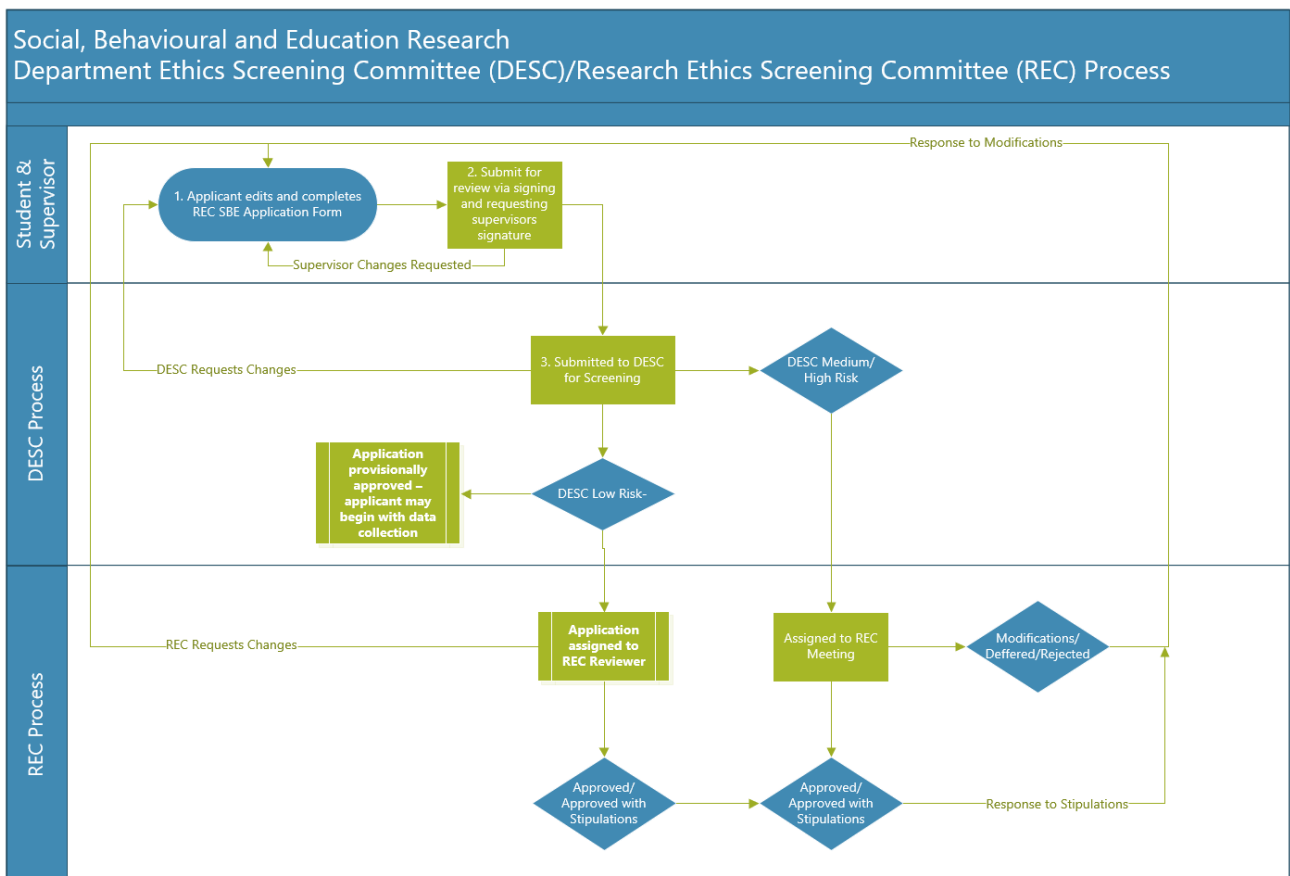 Social, Behavioural and Education Research
Department Ethics Screening Committee (DESC)/Research Ethics Screening Committee (REC) Process
Student &
Supervisor
Response to Modifications
1. Applicant edits and completes
REC SBE Application Form
2. Submit for
review via signing
and requesting
supervisors
signature
Supervisor Changes Requested
DESC Process
DESC Requests Changes
3. Submitted to DESC
for Screening
DESC Medium/
High Risk
Application
provisionally
approved –
applicant may
begin with data
collection
DESC Low Risk-
REC Process
REC Requests Changes
Application
assigned to
REC Reviewer
Assigned to REC
Meeting
Modifications/
Deffered/Rejected
Approved/
Approved with
Stipulations
Approved/
Approved with
Stipulations
Response to Stipulations